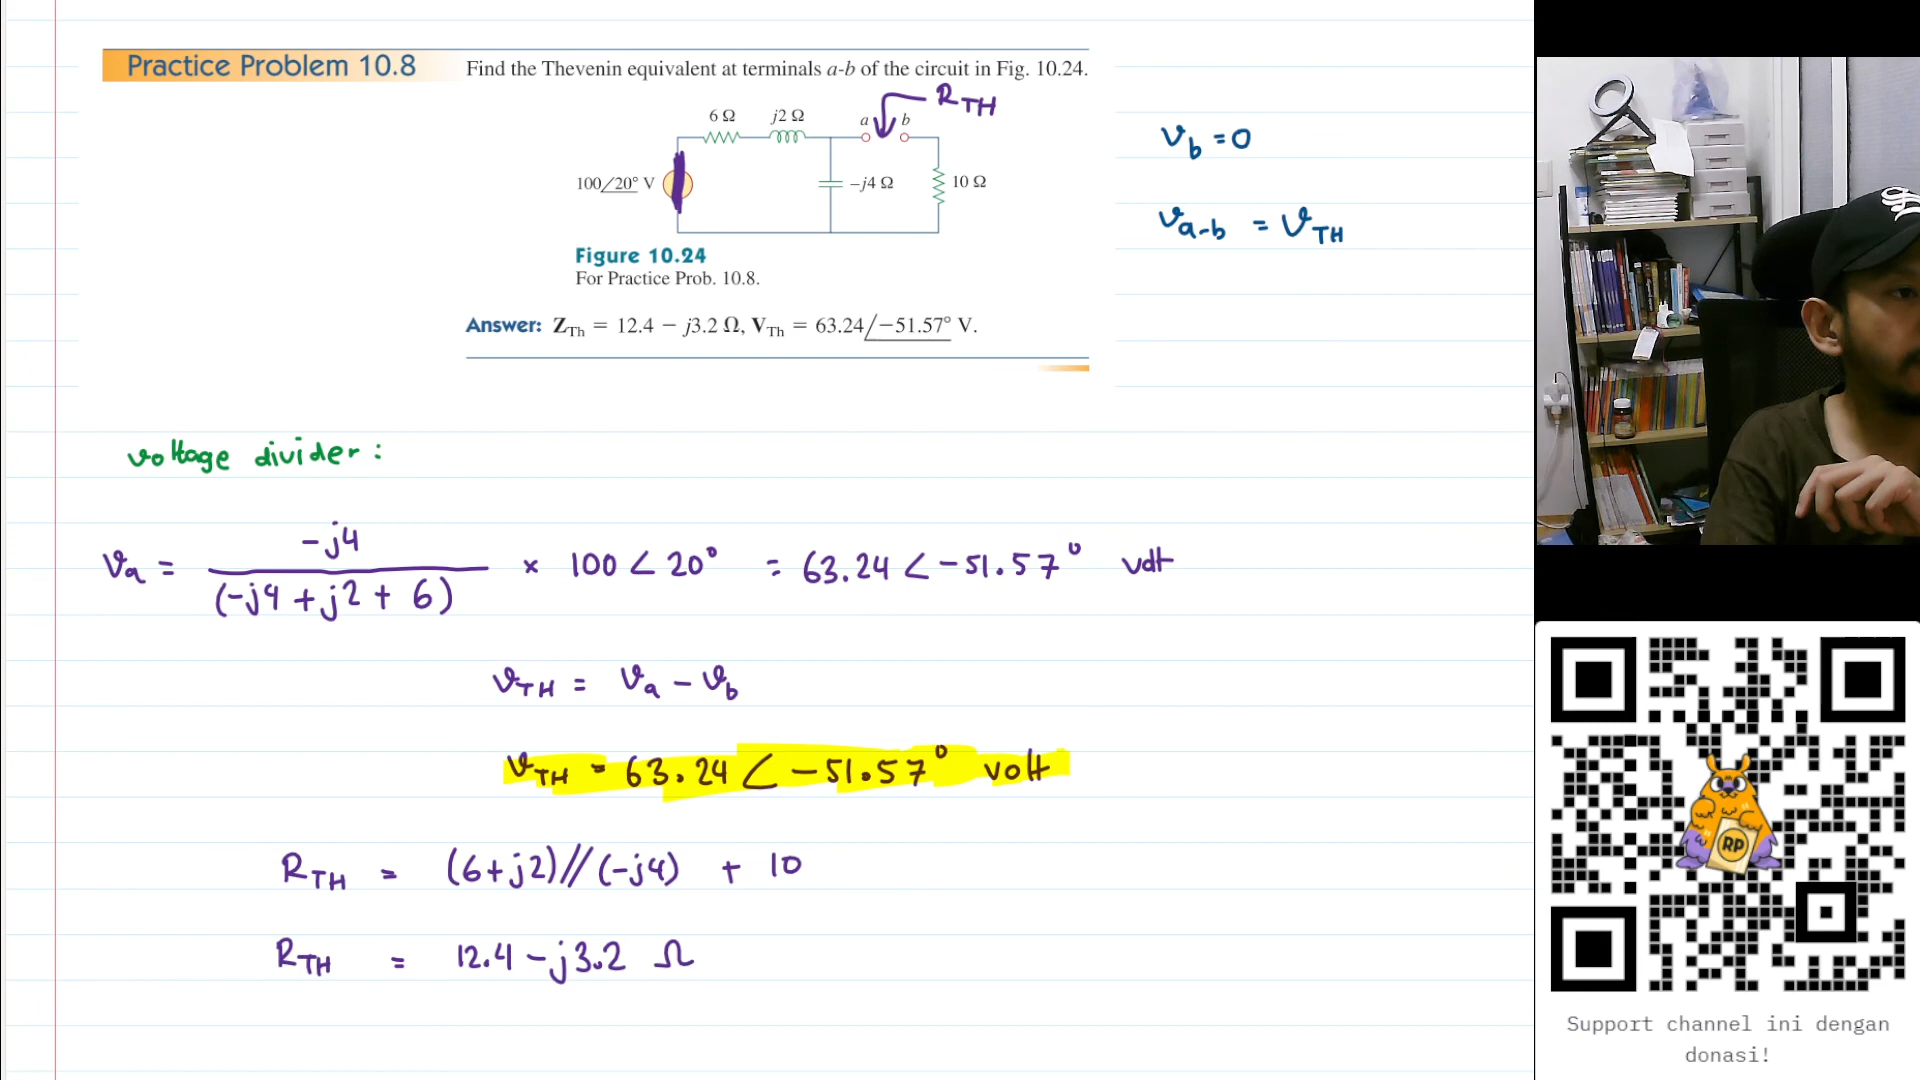 Practice Problem 10.8
Find the Thevenin equivalent at terminals a-b of the circuit in Fig. 10.24.
R_TH
6 Ω
j2 Ω
a
b
100/20° V
−j4 Ω
10 Ω
Figure 10.24
For Practice Prob. 10.8.
Answer: Z_Th = 12.4 − j3.2 Ω, V_Th = 63.24/−51.57° V.
V_b = 0
V_a-b = V_TH
voltage divider :
V_a = -j4 / (-j4 + j2 + 6) × 100 ∠ 20° = 63.24 ∠ -51.57° volt
V_TH = V_a - V_b
V_TH = 63.24 ∠ -51.57° volt
R_TH = (6+j2)//(-j4) + 10
R_TH = 12.4 - j3.2 Ω
RP
Support channel ini dengan
donasi!